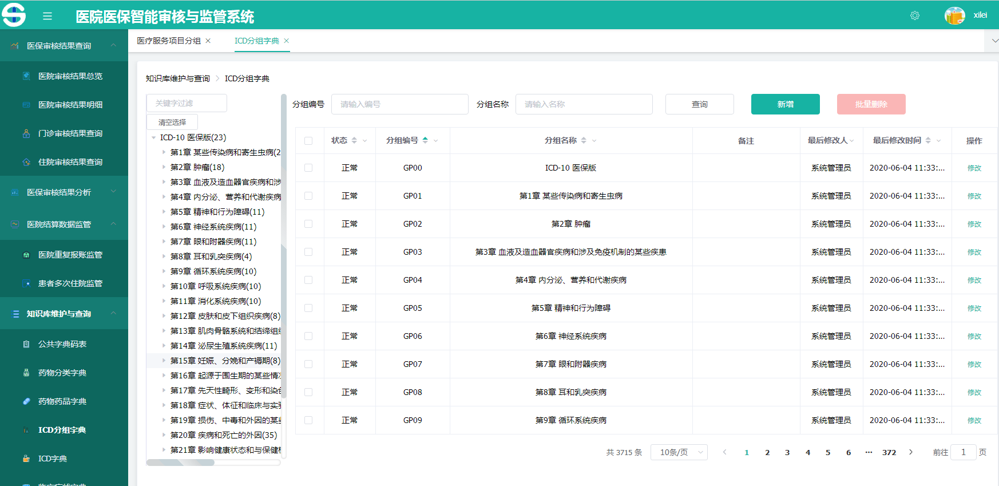 医院医保智能审核与监管系统
xilei
医保审核结果查询
医院审核结果总览
医院审核结果明细
门诊审核结果查询
住院审核结果查询
医保审核结果分析
医院结算数据监管
医院重复报账监管
患者多次住院监管
知识库维护与查询
公共字典码表
药物分类字典
药物药品字典
ICD分组字典
ICD字典
医疗服务项目分组 ×
ICD分组字典 ×
知识库维护与查询 > ICD分组字典
关键字过滤
清空选择
ICD-10 医保版(23)
第1章 某些传染病和寄生虫病(2
第2章 肿瘤(18)
第3章 血液及造血器官疾病和涉
第4章 内分泌、营养和代谢疾病
第5章 精神和行为障碍(11)
第6章 神经系统疾病(11)
第7章 眼和附器疾病(11)
第8章 耳和乳突疾病(4)
第9章 循环系统疾病(10)
第10章 呼吸系统疾病(10)
第11章 消化系统疾病(10)
第12章 皮肤和皮下组织疾病(8)
第13章 肌肉骨骼系统和结缔组织
第14章 泌尿生殖系统疾病(11)
第15章 妊娠、分娩和产褥期(8)
第16章 起源于围生期的某些情况
第17章 先天性畸形、变形和染色
第18章 症状、体征和临床与实验
第19章 损伤、中毒和外因的某些
第20章 疾病和死亡的外因(35)
第21章 影响健康状态和与保健机
分组编号 请输入编号 分组名称 请输入名称 查询 新增 批量删除
状态 分组编号 分组名称 备注 最后修改人 最后修改时间 操作
正常 GP00 ICD-10 医保版 系统管理员 2020-06-04 11:33:... 修改
正常 GP01 第1章 某些传染病和寄生虫病 系统管理员 2020-06-04 11:33:... 修改
正常 GP02 第2章 肿瘤 系统管理员 2020-06-04 11:33:... 修改
正常 GP03 第3章 血液及造血器官疾病和涉及免疫机制的某些疾患 系统管理员 2020-06-04 11:33:... 修改
正常 GP04 第4章 内分泌、营养和代谢疾病 系统管理员 2020-06-04 11:33:... 修改
正常 GP05 第5章 精神和行为障碍 系统管理员 2020-06-04 11:33:... 修改
正常 GP06 第6章 神经系统疾病 系统管理员 2020-06-04 11:33:... 修改
正常 GP07 第7章 眼和附器疾病 系统管理员 2020-06-04 11:33:... 修改
正常 GP08 第8章 耳和乳突疾病 系统管理员 2020-06-04 11:33:... 修改
正常 GP09 第9章 循环系统疾病 系统管理员 2020-06-04 11:33:... 修改
共 3715 条 10条/页 < 1 2 3 4 5 6 ··· 372 > 前往 1 页